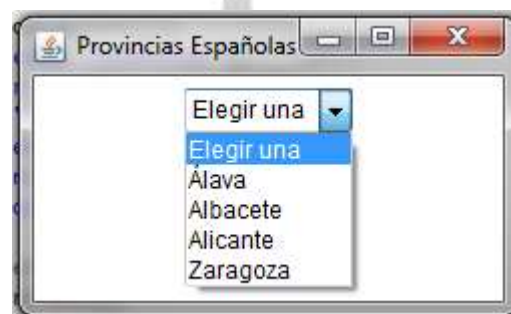 Provincias Españolas
Elegir una
Elegir una
Álava
Albacete
Alicante
Zaragoza